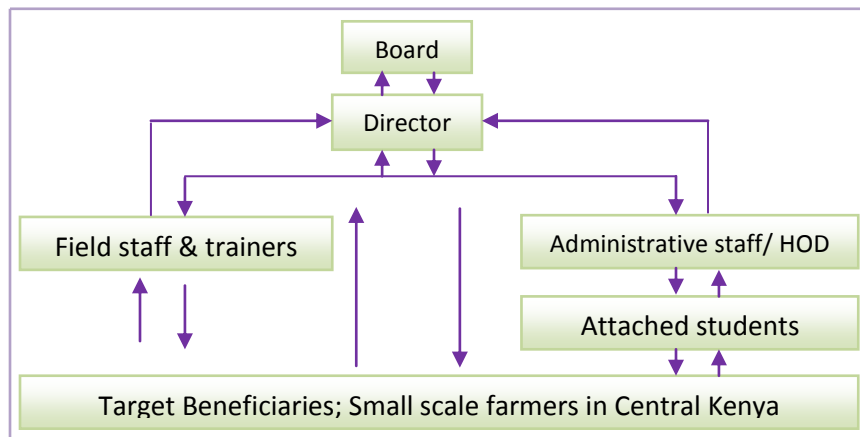 Board
Director
Field staff & trainers
Administrative staff/ HOD
Attached students
Target Beneficiaries; Small scale farmers in Central Kenya